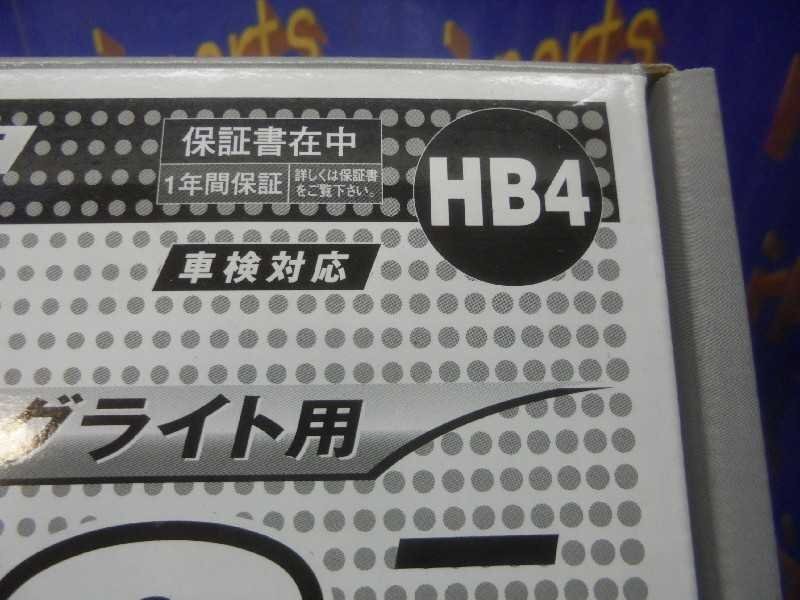 保証書在中
1年間保証
詳しくは保証書
をご覧下さい。
HB4
車検対応
グライト用